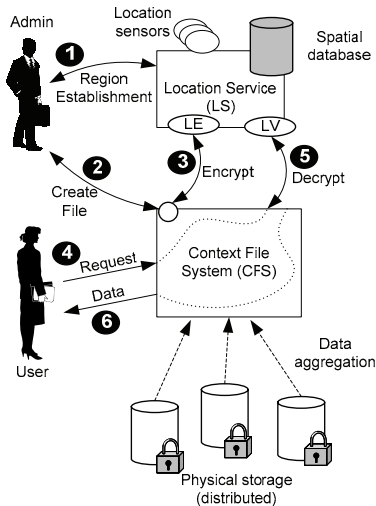 Admin
Location
sensors
Spatial
database
1
Region
Establishment
Location Service
(LS)
LE
LV
2
Create
File
3
Encrypt
5
Decrypt
4
Request
Context File
System (CFS)
Data
6
User
Data
aggregation
Physical storage
(distributed)